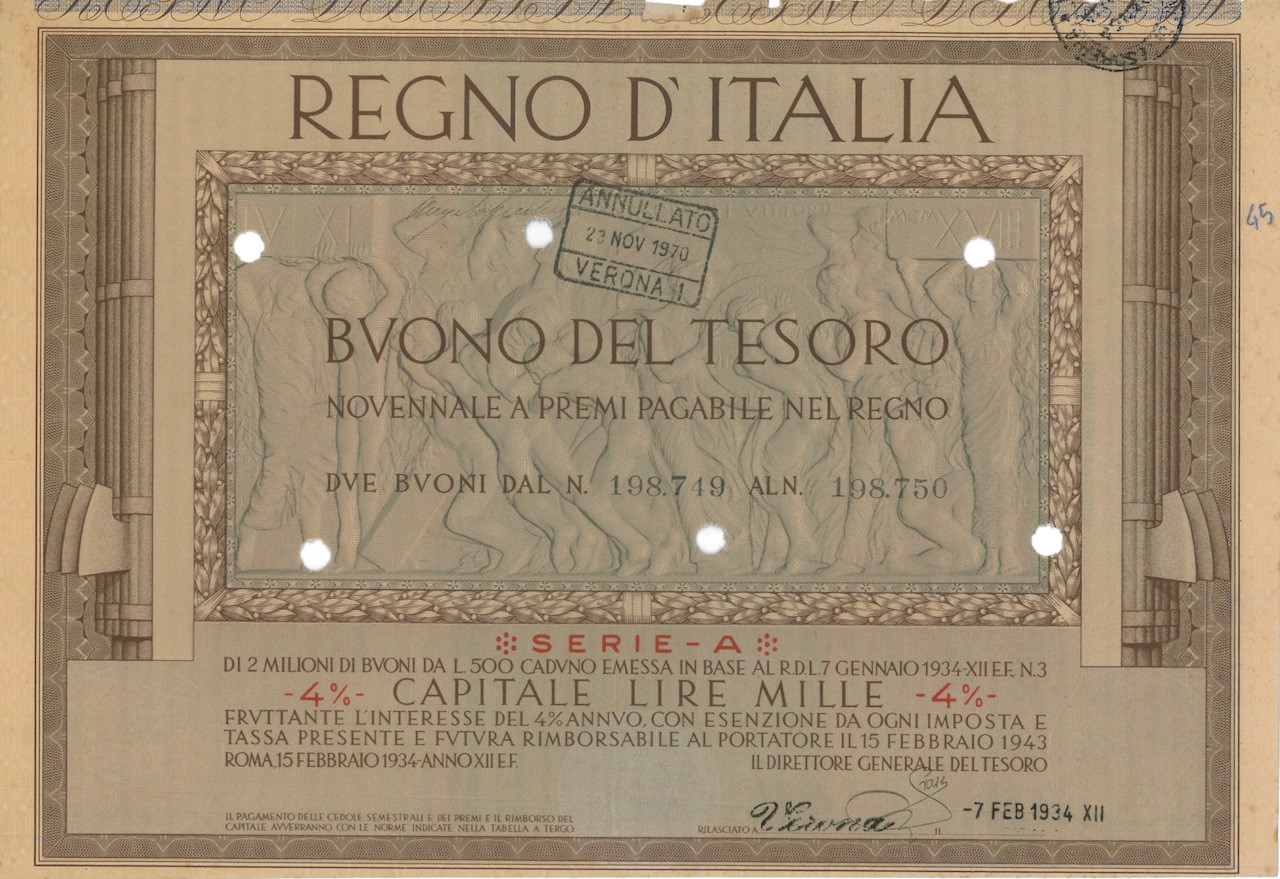 REGNO D'ITALIA
ANNULLATO
23 NOV 1970
VERONA 1
MCMXXVIII
BVONO DEL TESORO
NOVENNALE A PREMI PAGABILE NEL REGNO
DVE BVONI DAL N. 198.749 AL N. 198.750
45
SERIE-A
DI 2 MILIONI DI BVONI DA L. 500 CADVNO EMESSA IN BASE AL R.D.L. 7 GENNAIO 1934-XII E.F., N. 3
-4%- CAPITALE LIRE MILLE -4%-
FRVTTANTE L'INTERESSE DEL 4% ANNVO, CON ESENZIONE DA OGNI IMPOSTA E
TASSA PRESENTE E FVTVRA RIMBORSABILE AL PORTATORE IL 15 FEBBRAIO 1943
ROMA, 15 FEBBRAIO 1934-ANNO XII E.F. IL DIRETTORE GENERALE DEL TESORO
IL PAGAMENTO DELLE CEDOLE SEMESTRALI E DEI PREMI E IL RIMBORSO DEL
CAPITALE AVVERRANNO CON LE NORME INDICATE NELLA TABELLA A TERGO.
RILASCIATO A Verona IL -7 FEB 1934 XII